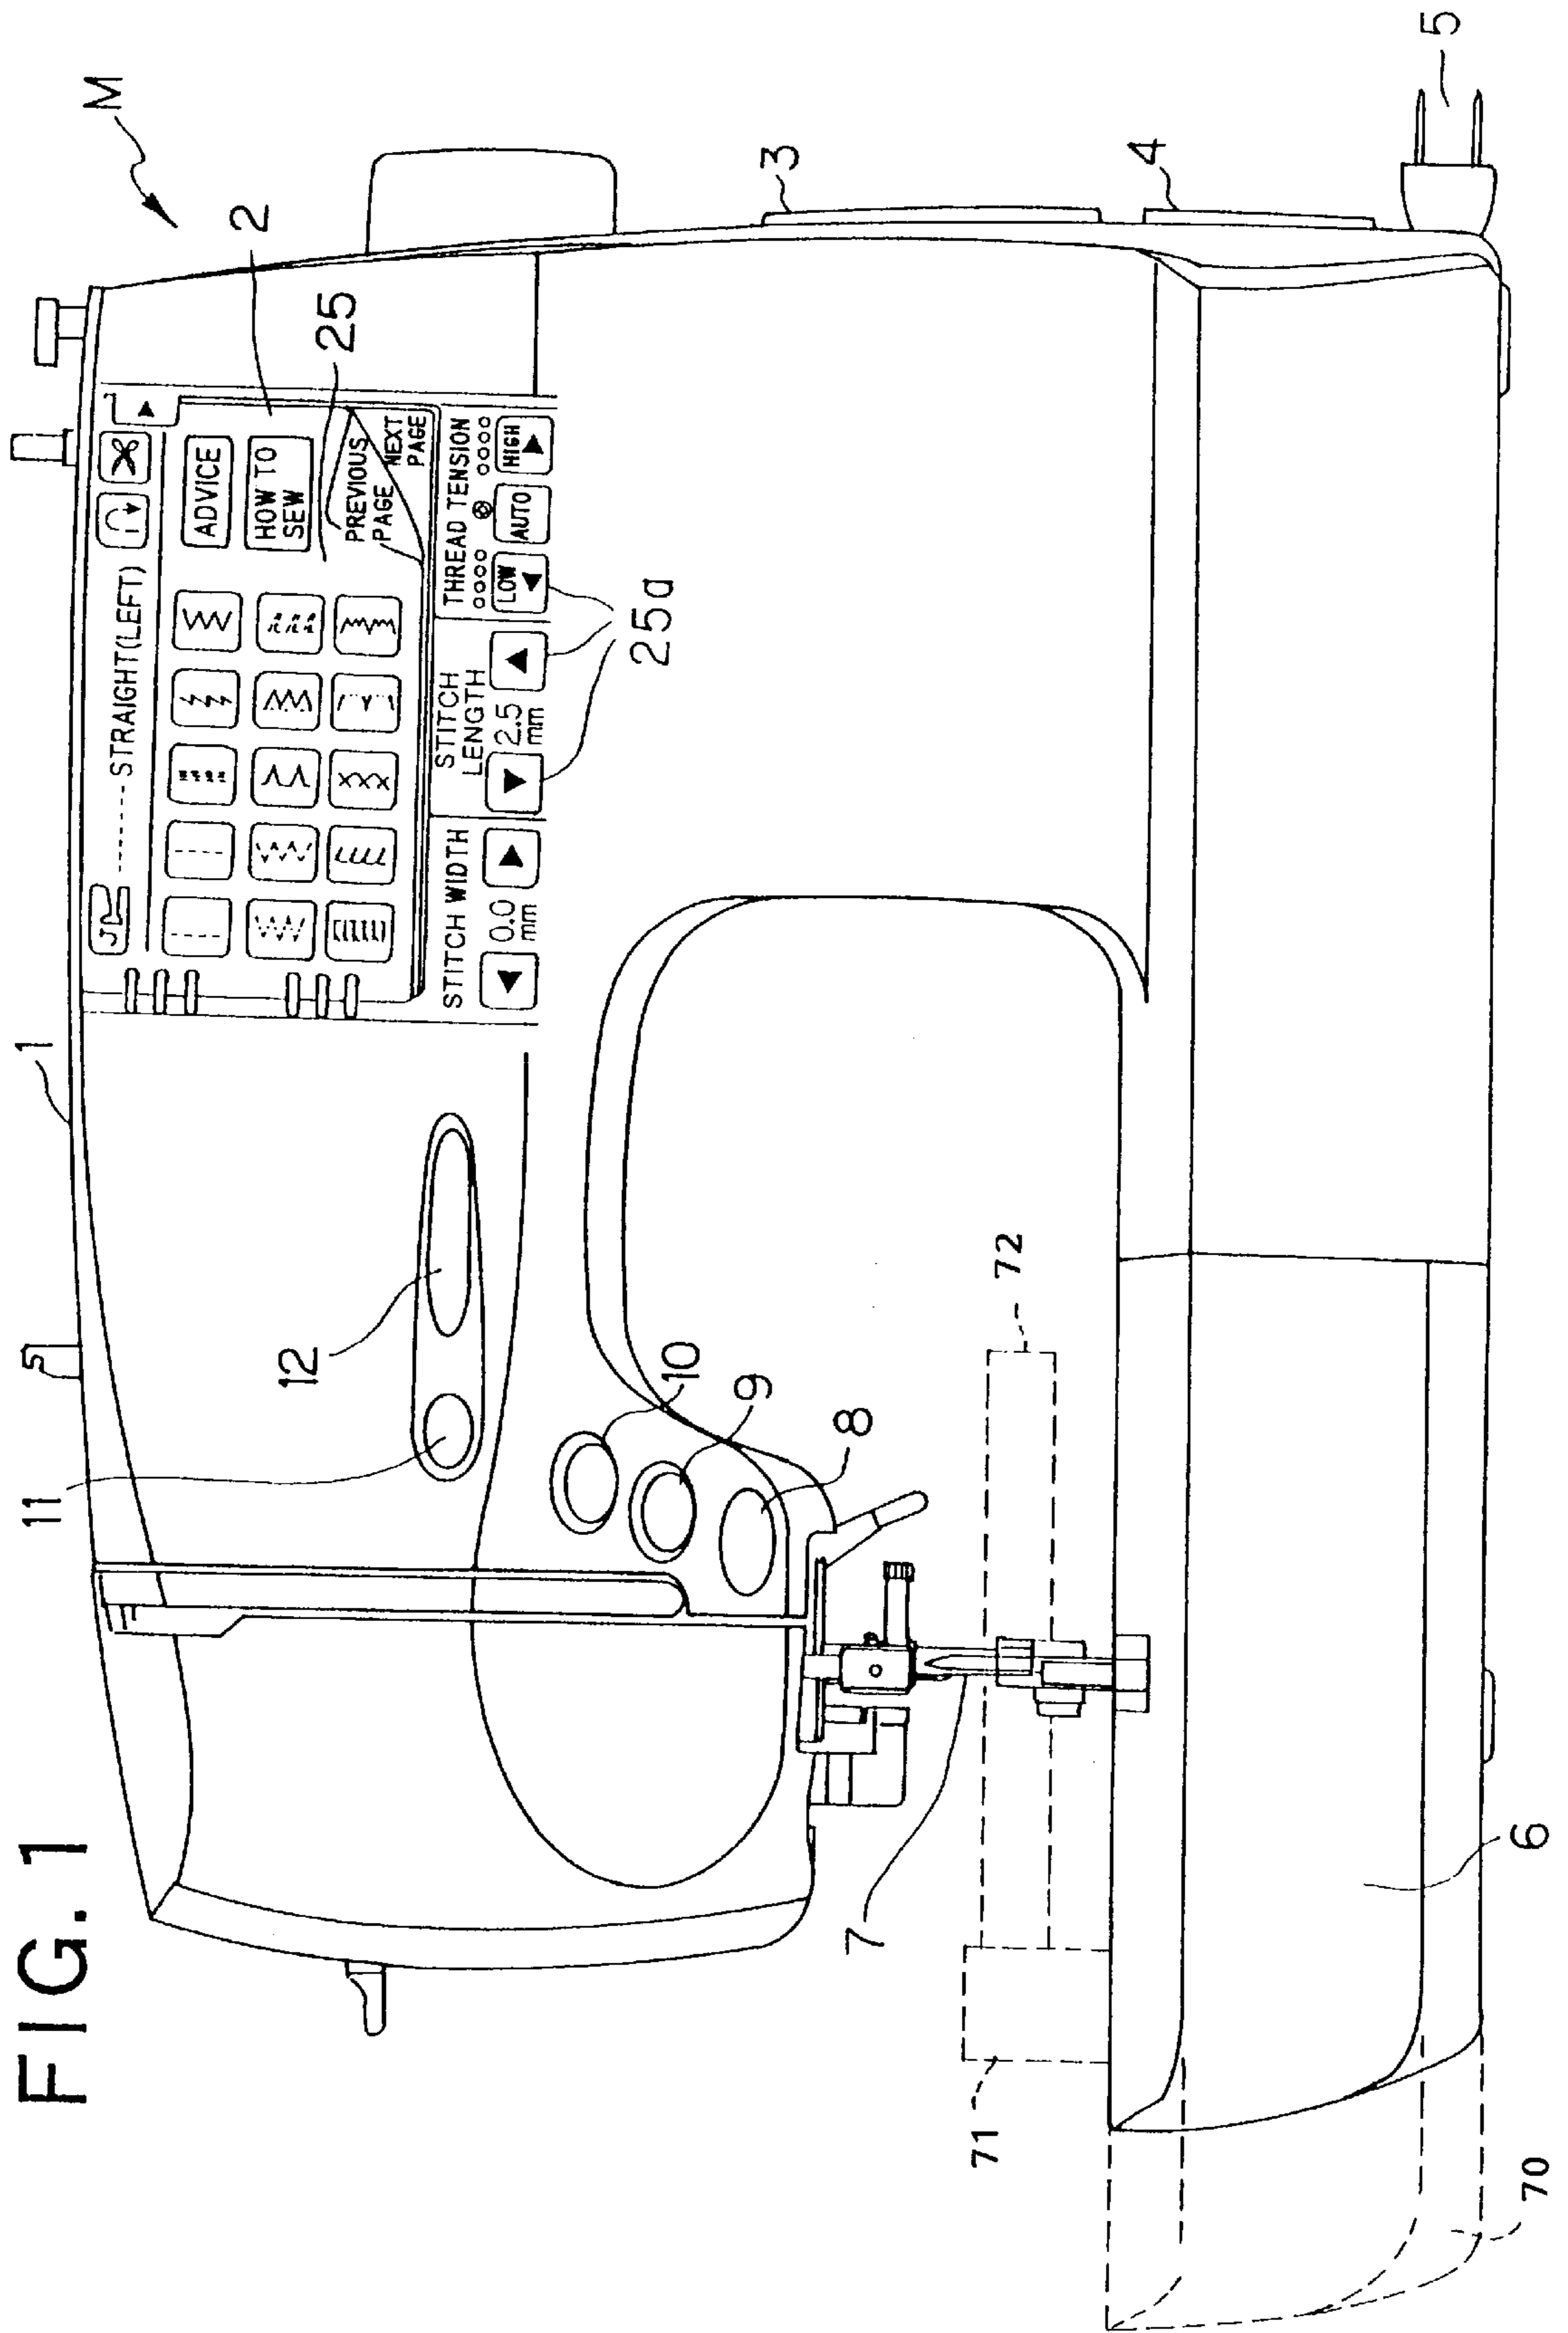 FIG. 1
M
1
2
25
J
STRAIGHT(LEFT)
ADVICE
HOW TO
SEW
PREVIOUS
PAGE
NEXT
PAGE
STITCH WIDTH
0.0
mm
STITCH
LENGTH
2.5
mm
THREAD TENSION
LOW
AUTO
HIGH
25a
3
4
5
11
12
10
9
8
7
72
71
6
70